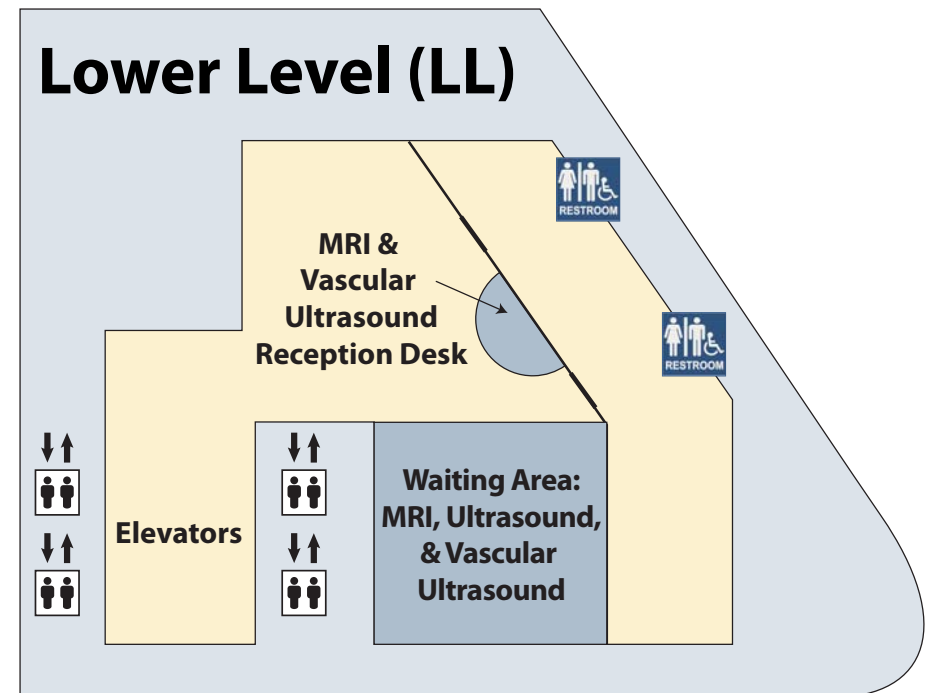 Lower Level (LL)
RESTROOM
MRI &
Vascular
Ultrasound
Reception Desk
RESTROOM
Elevators
Waiting Area:
MRI, Ultrasound,
& Vascular
Ultrasound